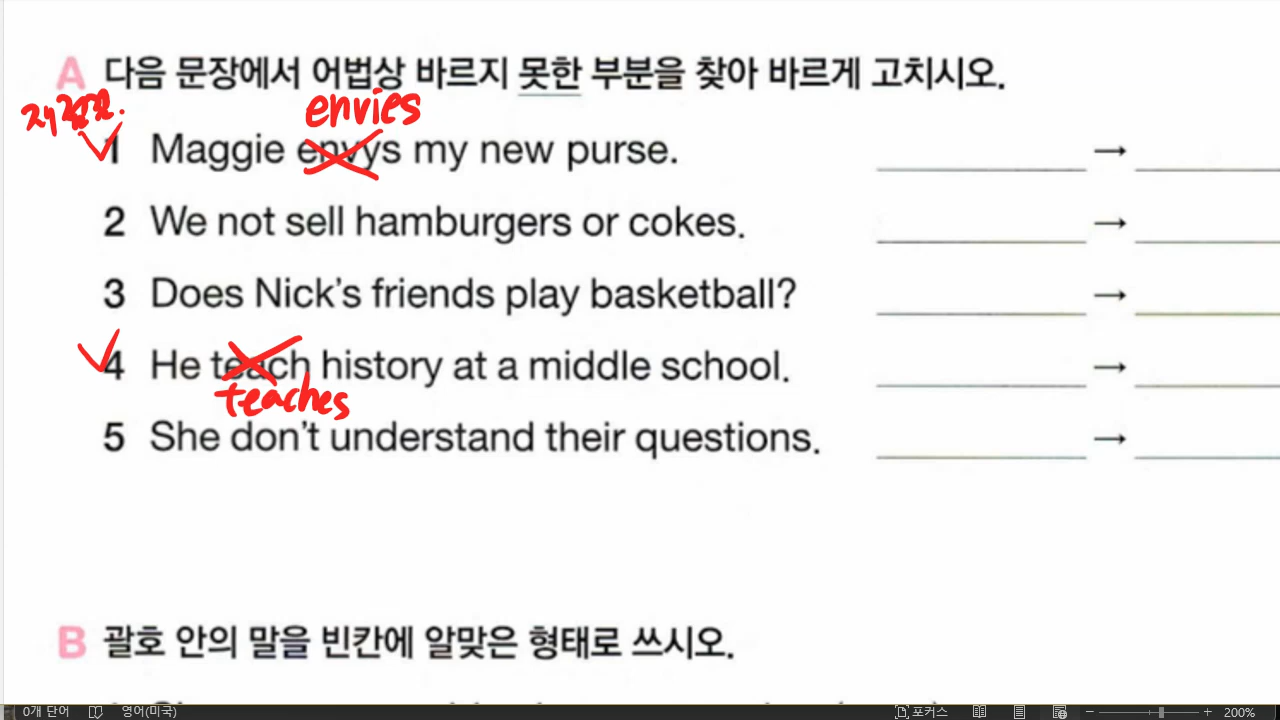 A 다음 문장에서 어법상 바르지 못한 부분을 찾아 바르게 고치시오.
envies
1 Maggie envys my new purse. →
2 We not sell hamburgers or cokes. →
3 Does Nick's friends play basketball? →
4 He teach history at a middle school. →
teaches
5 She don't understand their questions. →
B 괄호 안의 말을 빈칸에 알맞은 형태로 쓰시오.
0개 단어 영어(미국) 포커스 200%